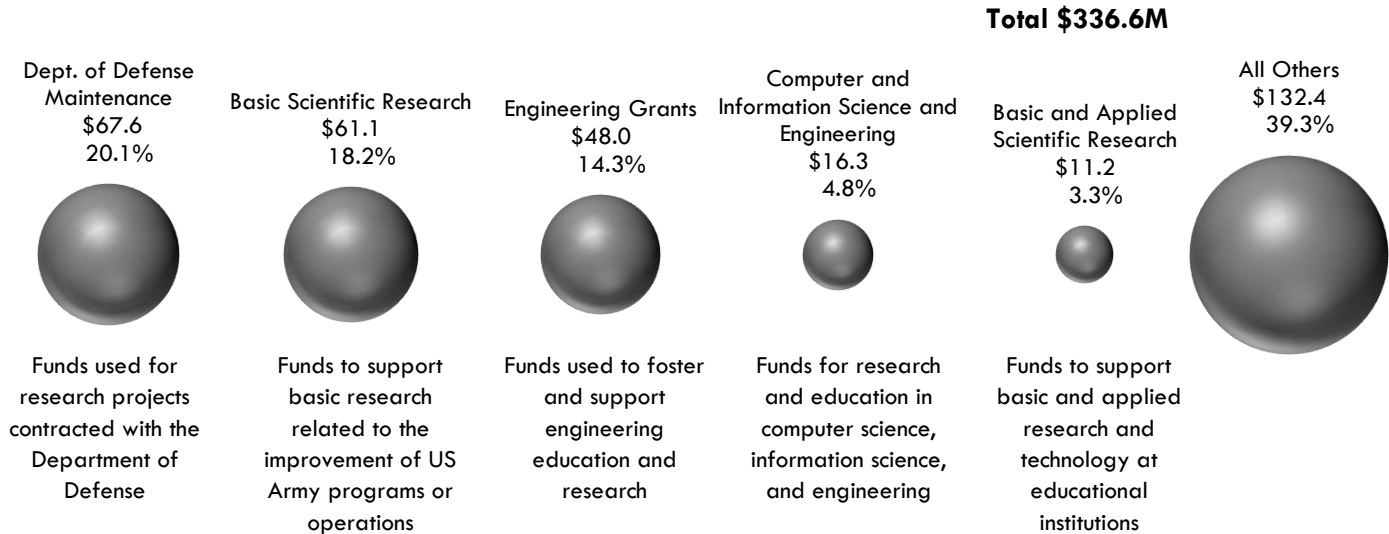 Total $336.6M
Dept. of Defense
Maintenance
$67.6
20.1%
Basic Scientific Research
$61.1
18.2%
Engineering Grants
$48.0
14.3%
Computer and
Information Science and
Engineering
$16.3
4.8%
Basic and Applied
Scientific Research
$11.2
3.3%
All Others
$132.4
39.3%
Funds used for
research projects
contracted with the
Department of
Defense
Funds to support
basic research
related to the
improvement of US
Army programs or
operations
Funds used to foster
and support
engineering
education and
research
Funds for research
and education in
computer science,
information science,
and engineering
Funds to support
basic and applied
research and
technology at
educational
institutions